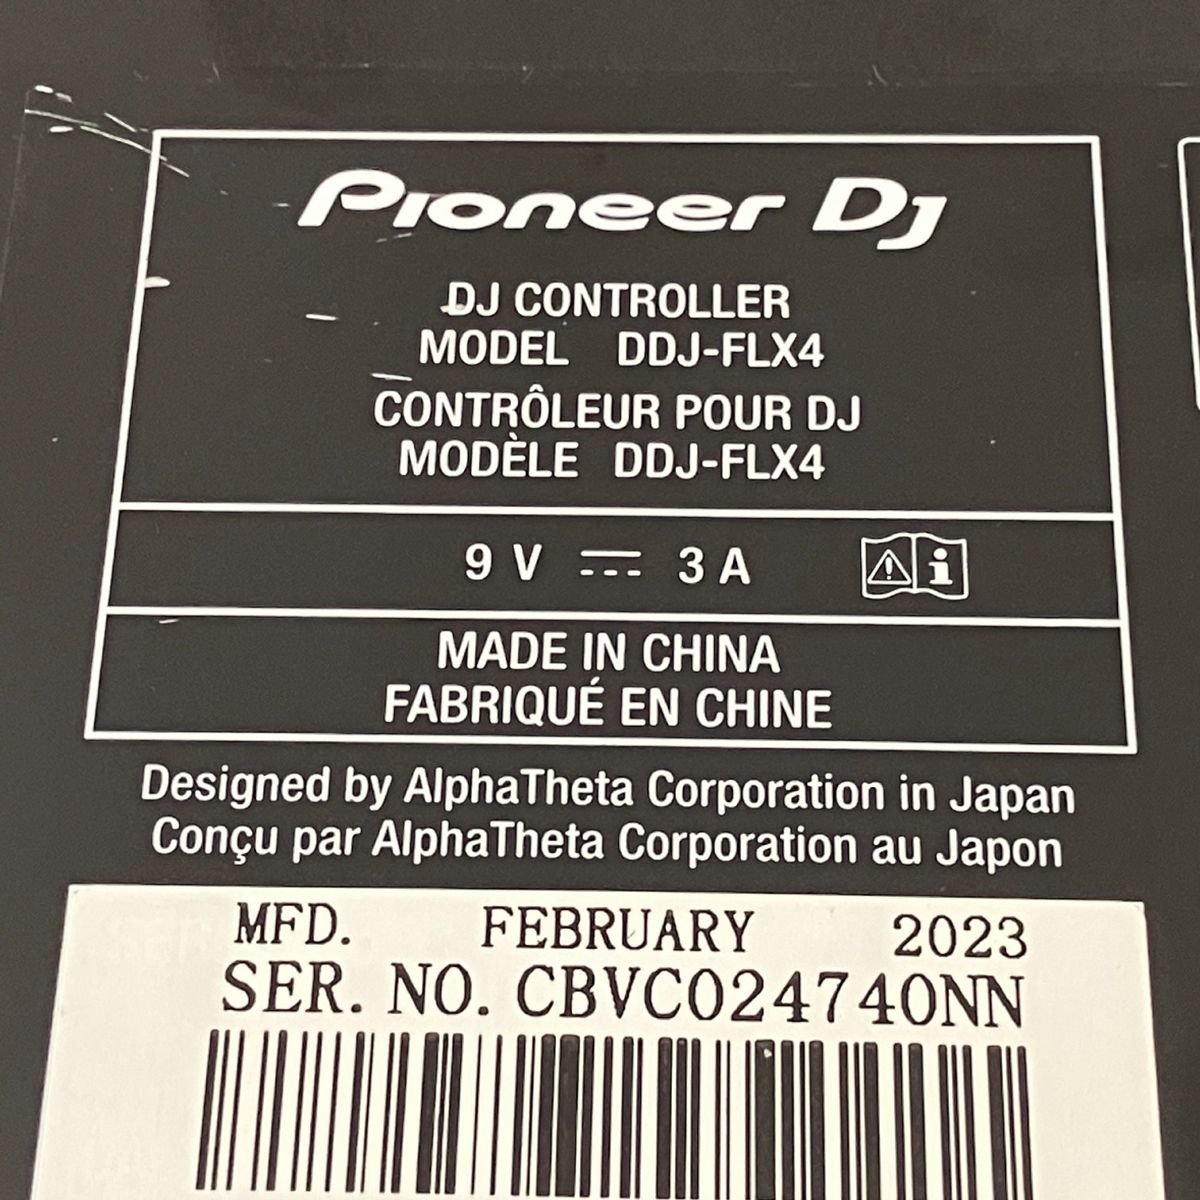 Pioneer Dj
DJ CONTROLLER
MODEL DDJ-FLX4
CONTRÔLEUR POUR DJ
MODÈLE DDJ-FLX4
9 V ⎓ 3 A
MADE IN CHINA
FABRIQUÉ EN CHINE
Designed by AlphaTheta Corporation in Japan
Conçu par AlphaTheta Corporation au Japon
MFD. FEBRUARY 2023
SER. NO. CBVC024740NN